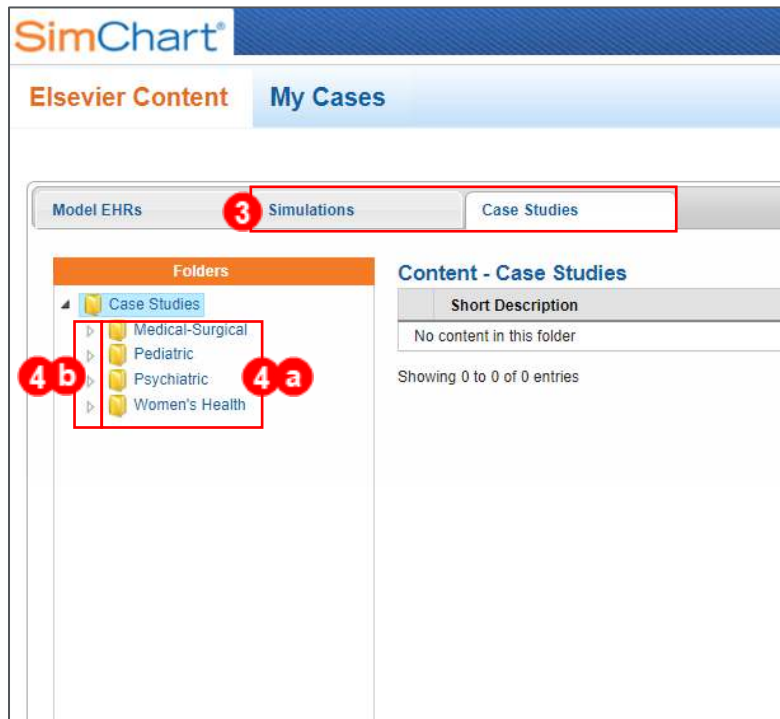 SimChart®
Elsevier Content My Cases
Model EHRs 3 Simulations Case Studies
Folders
Case Studies
Medical-Surgical
Pediatric
4 b Psychiatric 4 a
Women's Health
Content - Case Studies
Short Description
No content in this folder
Showing 0 to 0 of 0 entries